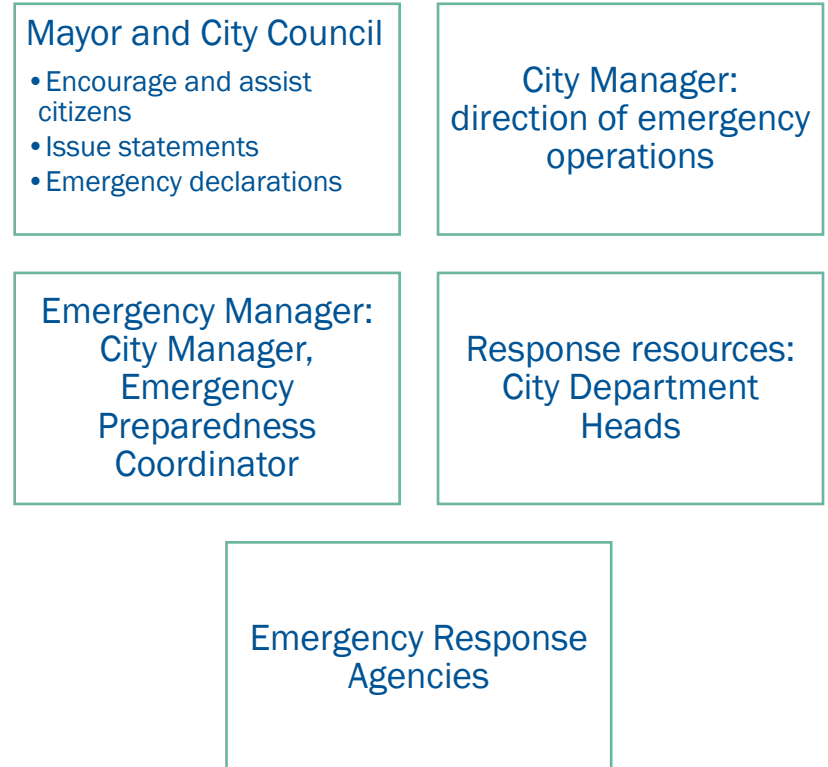 Mayor and City Council
•Encourage and assist
citizens
•Issue statements
•Emergency declarations
City Manager:
direction of emergency
operations
Emergency Manager:
City Manager,
Emergency
Preparedness
Coordinator
Response resources:
City Department
Heads
Emergency Response
Agencies